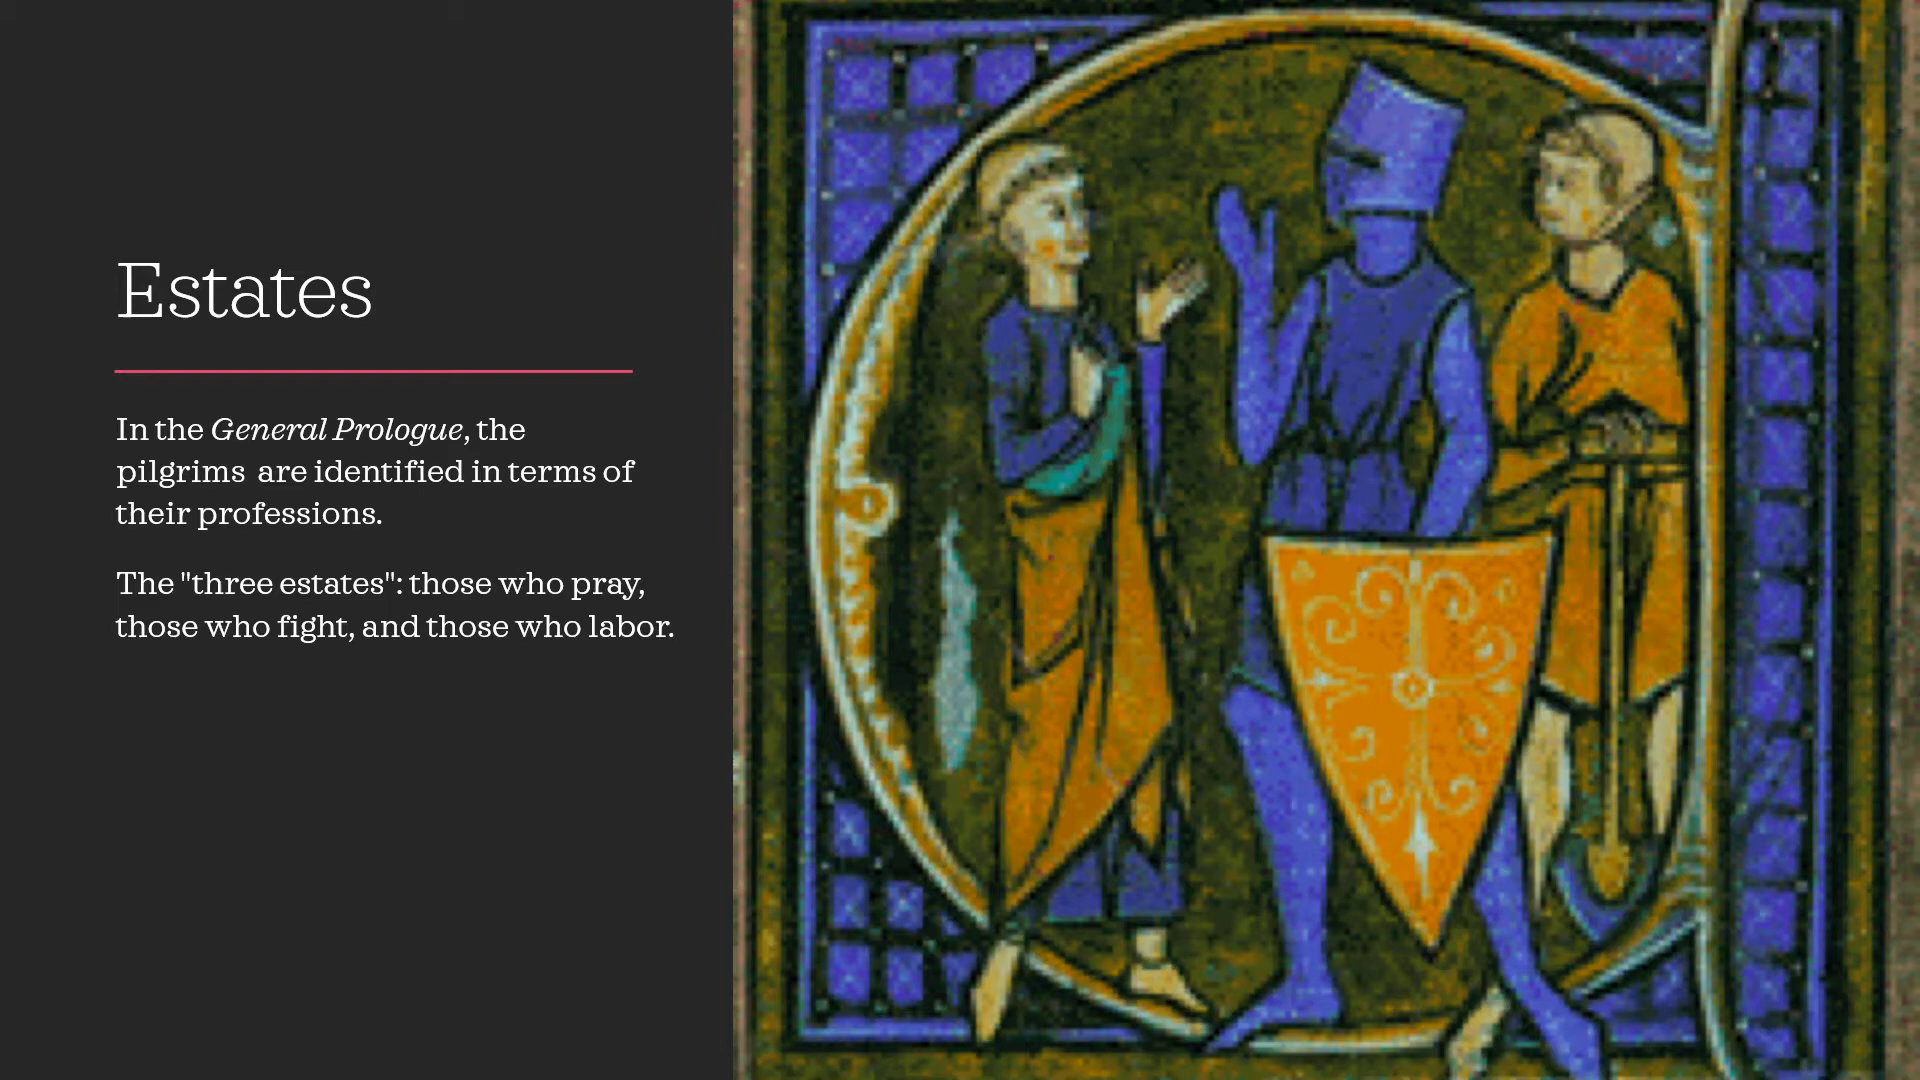 Estates
In the General Prologue, the
pilgrims  are identified in terms of
their professions.
The "three estates": those who pray,
those who fight, and those who labor.